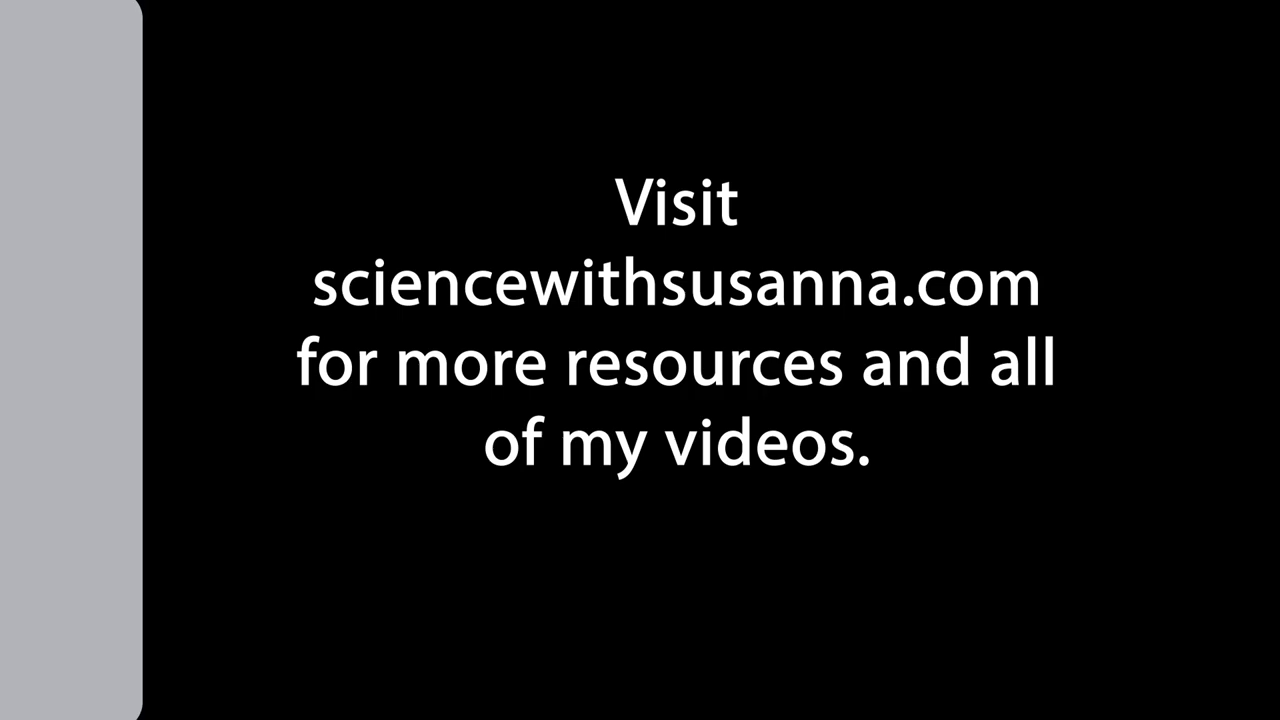 Visit
sciencewithsusanna.com
for more resources and all
of my videos.